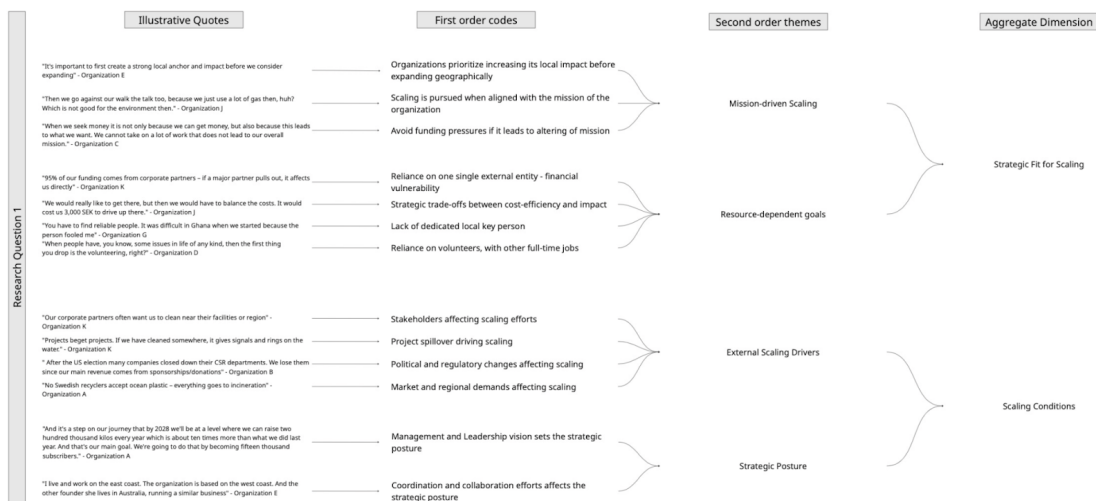 Illustrative Quotes
First order codes
Second order themes
Aggregate Dimension
Research Question 1
"It's important to first create a strong local anchor and impact before we consider
expanding" - Organization E
Organizations prioritize increasing its local impact before
expanding geographically
"Then we go against our walk the talk too, because we just use a lot of gas then, huh?
Which is not good for the environment then." - Organization J
Scaling is pursued when aligned with the mission of the
organization
Mission-driven Scaling
"When we seek money it is not only because we can get money, but also because this leads
to what we want. We cannot take on a lot of work that does not lead to our overall
mission." - Organization C
Avoid funding pressures if it leads to altering of mission
Strategic Fit for Scaling
"95% of our funding comes from corporate partners – if a major partner pulls out, it affects
us directly" - Organization K
Reliance on one single external entity - financial
vulnerability
"We would really like to get there, but then we would have to balance the costs. It would
cost us 3,000 SEK to drive up there." - Organization J
Strategic trade-offs between cost-efficiency and impact
Resource-dependent goals
"You have to find reliable people. It was difficult in Ghana when we started because the
person fooled me" - Organization G
Lack of dedicated local key person
"When people have, you know, some issues in life of any kind, then the first thing
you drop is the volunteering, right?" - Organization D
Reliance on volunteers, with other full-time jobs
"Our corporate partners often want us to clean near their facilities or region" -
Organization K
Stakeholders affecting scaling efforts
"Projects beget projects. If we have cleaned somewhere, it gives signals and rings on the
water." - Organization K
Project spillover driving scaling
External Scaling Drivers
" After the US election many companies closed down their CSR departments. We lose them
since our main revenue comes from sponsorships/donations" - Organization B
Political and regulatory changes affecting scaling
"No Swedish recyclers accept ocean plastic – everything goes to incineration" -
Organization A
Market and regional demands affecting scaling
Scaling Conditions
"And it's a step on our journey that by 2028 we'll be at a level where we can raise two
hundred thousand kilos every year which is about ten times more than what we did last
year. And that's our main goal. We're going to do that by becoming fifteen thousand
subscribers." - Organization A
Management and Leadership vision sets the strategic
posture
Strategic Posture
"I live and work on the east coast. The organization is based on the west coast. And the
other founder she lives in Australia, running a similar business" - Organization E
Coordination and collaboration efforts affects the
strategic posture